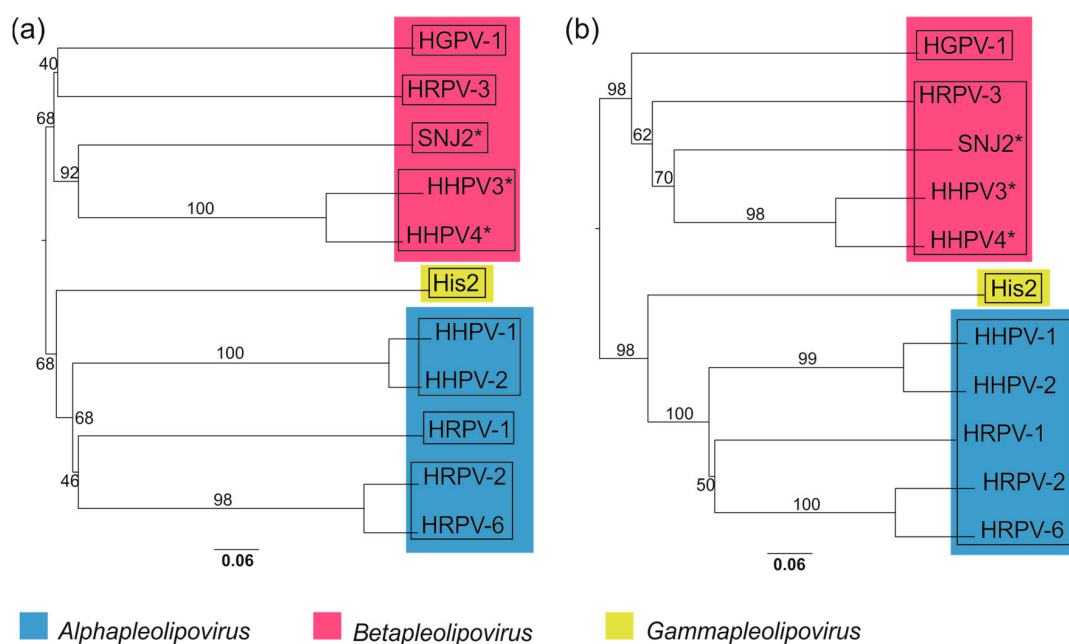 (a)
HGPV-1
40
HRPV-3
68
SNJ2*
92
HHPV3*
100
HHPV4*
His2
68
HHPV-1
100
HHPV-2
68
HRPV-1
46
HRPV-2
98
HRPV-6
0.06
(b)
HGPV-1
98
HRPV-3
62
SNJ2*
70
HHPV3*
98
HHPV4*
His2
98
HHPV-1
99
HHPV-2
100
HRPV-1
50
HRPV-2
100
HRPV-6
0.06
Alphapleolipovirus
Betapleolipovirus
Gammapleolipovirus